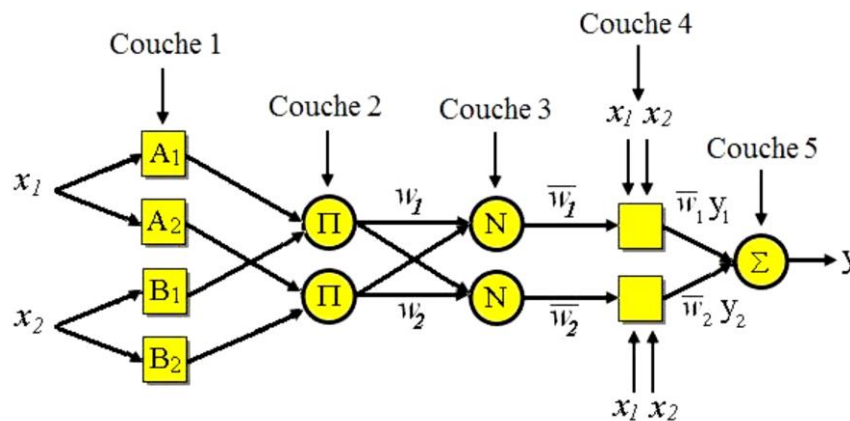 Couche 4
Couche 1
Couche 2
Couche 3
x₁ x₂
Couche 5
A₁
x₁
A₂
Π
w₁
N
w̅₁
w̅₁ y₁
Σ
y
B₁
x₂
B₂
Π
w₂
N
w̅₂
w̅₂ y₂
x₁ x₂